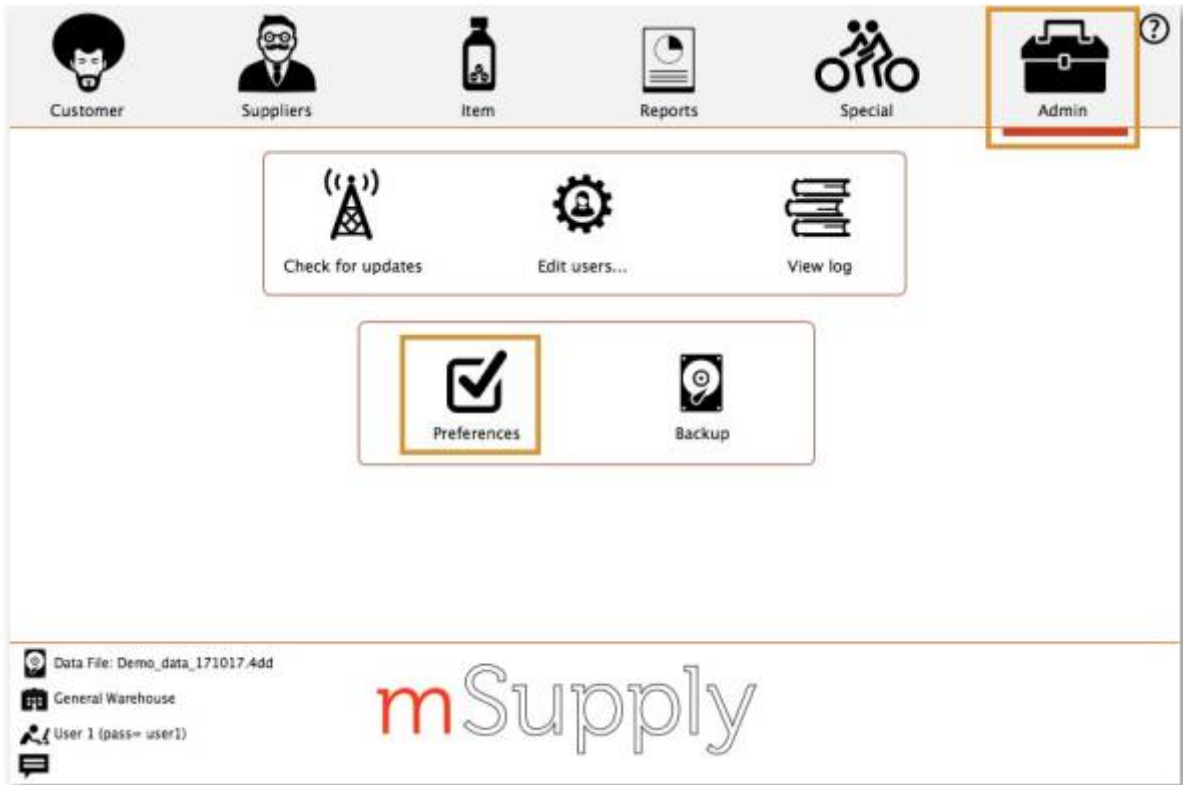 ?
Customer
Suppliers
Item
Reports
Special
Admin
Check for updates
Edit users...
View log
Preferences
Backup
Data File: Demo_data_171017.4dd
General Warehouse
User 1 (pass= user1)
mSupply